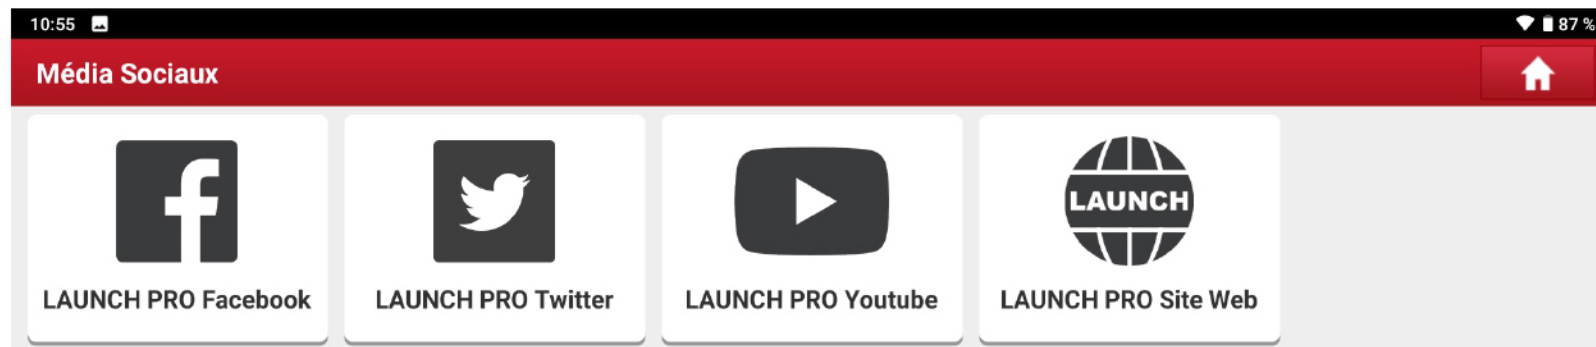 10:55 87 %
Média Sociaux
LAUNCH
LAUNCH PRO Facebook LAUNCH PRO Twitter LAUNCH PRO Youtube LAUNCH PRO Site Web